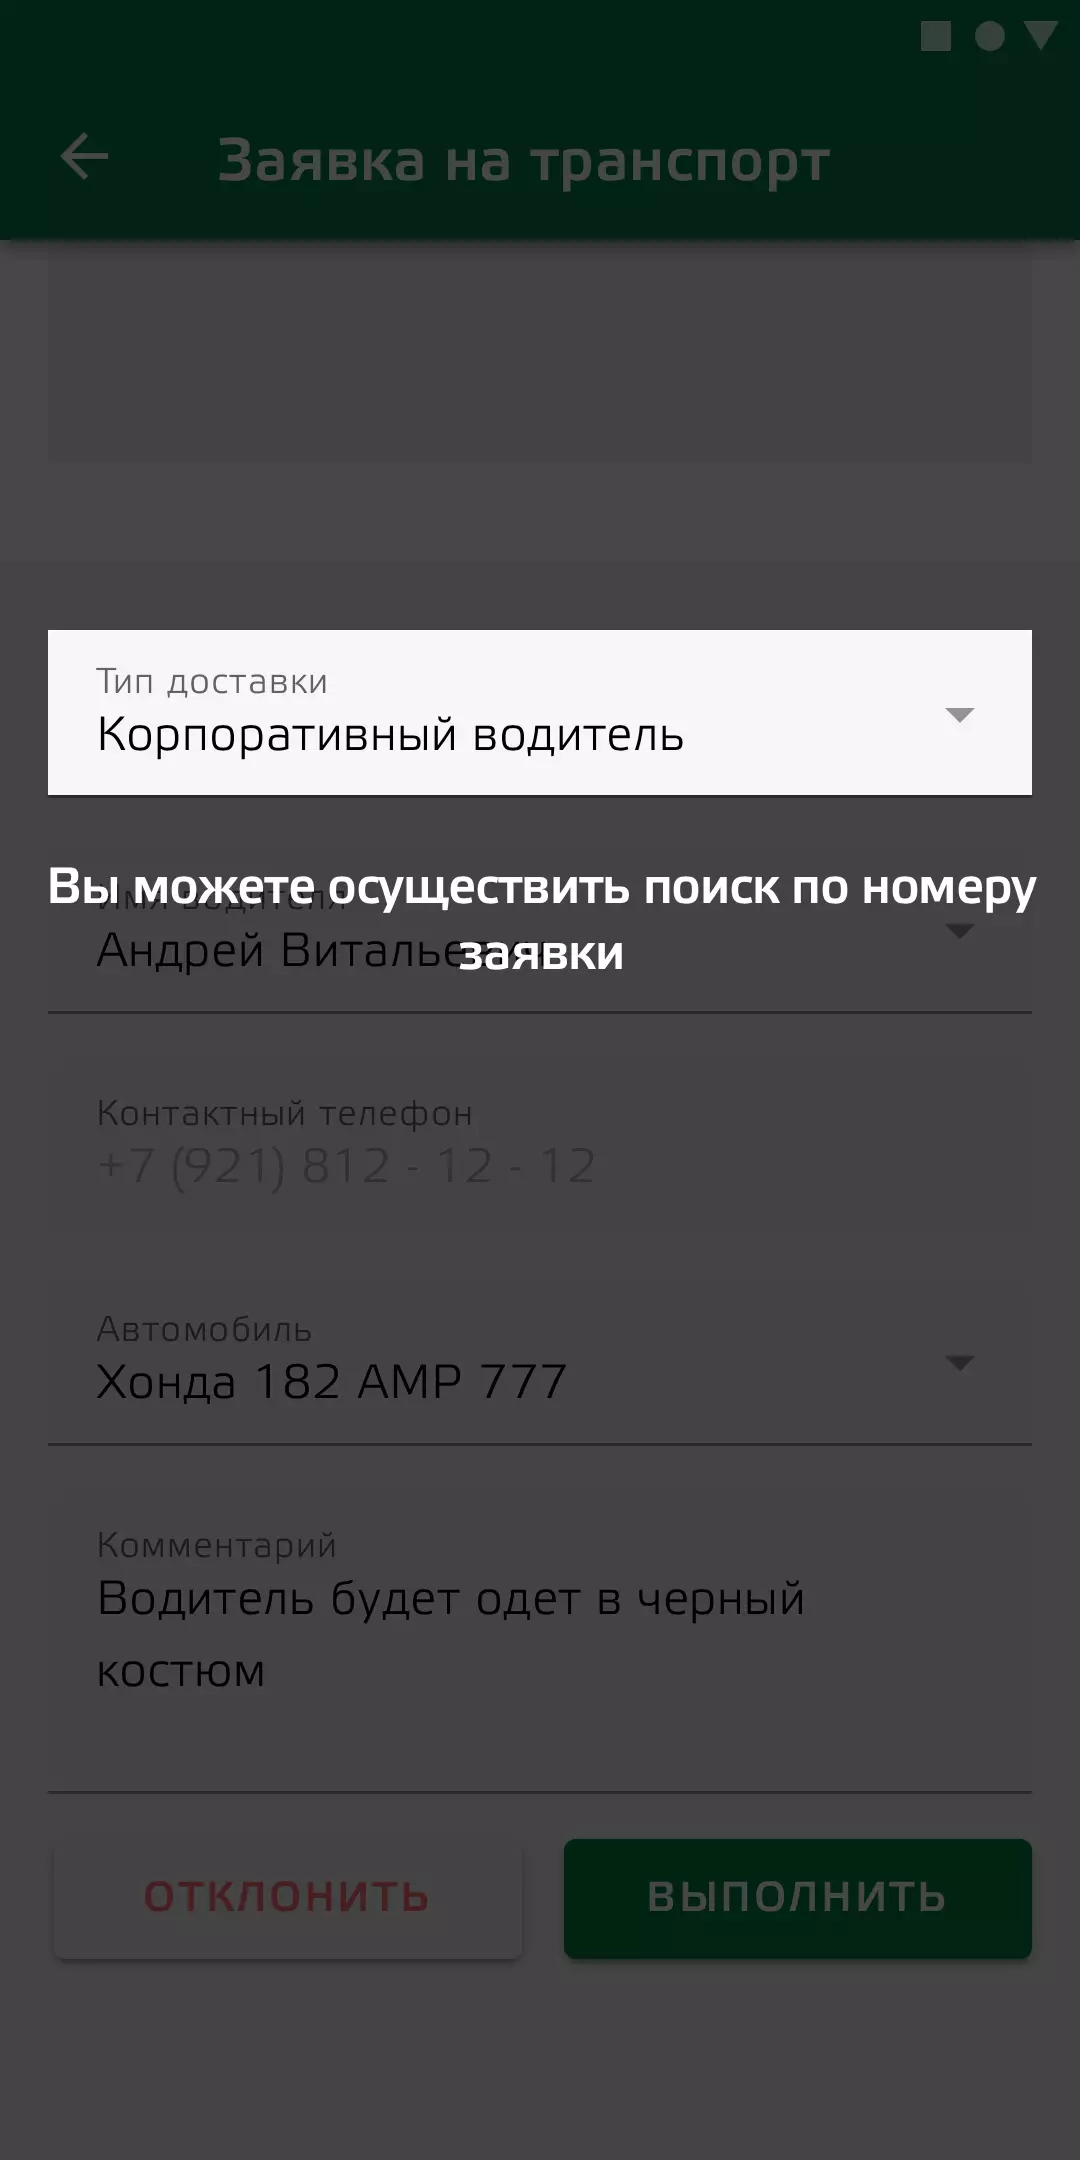 Заявка на транспорт
Тип доставки
Корпоративный водитель
Вы можете осуществить поиск по номеру
заявки
Имя водителя
Андрей Витальевич
Контактный телефон
+7 (921) 812 - 12 - 12
Автомобиль
Хонда 182 АМР 777
Комментарий
Водитель будет одет в черный
костюм
ОТКЛОНИТЬ
ВЫПОЛНИТЬ